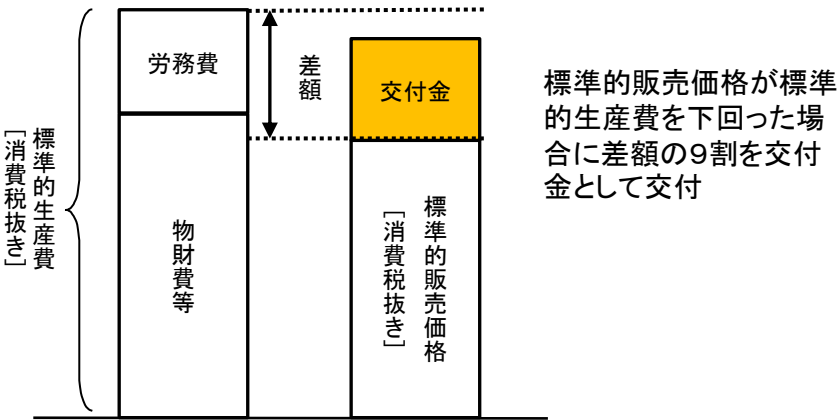 標準的生産費
[消費税抜き]
労務費
物財費等
差額
交付金
標準的販売価格
[消費税抜き]
標準的販売価格が標準
的生産費を下回った場
合に差額の9割を交付
金として交付